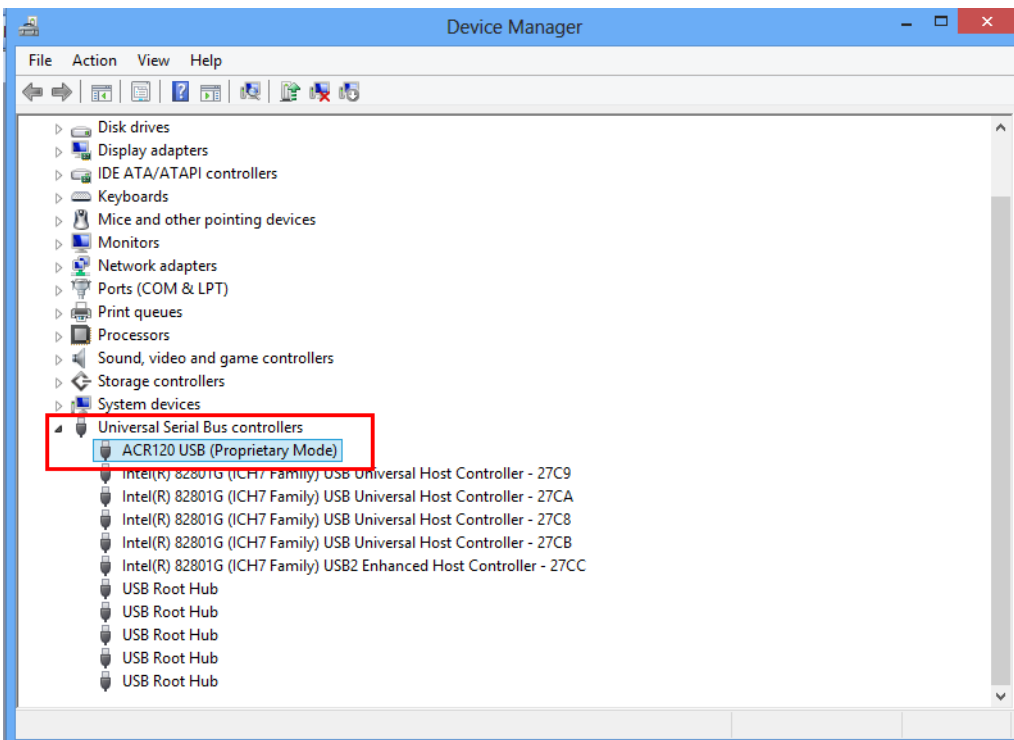 Device Manager
File Action View Help
Disk drives
Display adapters
IDE ATA/ATAPI controllers
Keyboards
Mice and other pointing devices
Monitors
Network adapters
Ports (COM & LPT)
Print queues
Processors
Sound, video and game controllers
Storage controllers
System devices
Universal Serial Bus controllers
ACR120 USB (Proprietary Mode)
Intel(R) 82801G (ICH7 Family) USB Universal Host Controller - 27C9
Intel(R) 82801G (ICH7 Family) USB Universal Host Controller - 27CA
Intel(R) 82801G (ICH7 Family) USB Universal Host Controller - 27C8
Intel(R) 82801G (ICH7 Family) USB Universal Host Controller - 27CB
Intel(R) 82801G (ICH7 Family) USB2 Enhanced Host Controller - 27CC
USB Root Hub
USB Root Hub
USB Root Hub
USB Root Hub
USB Root Hub